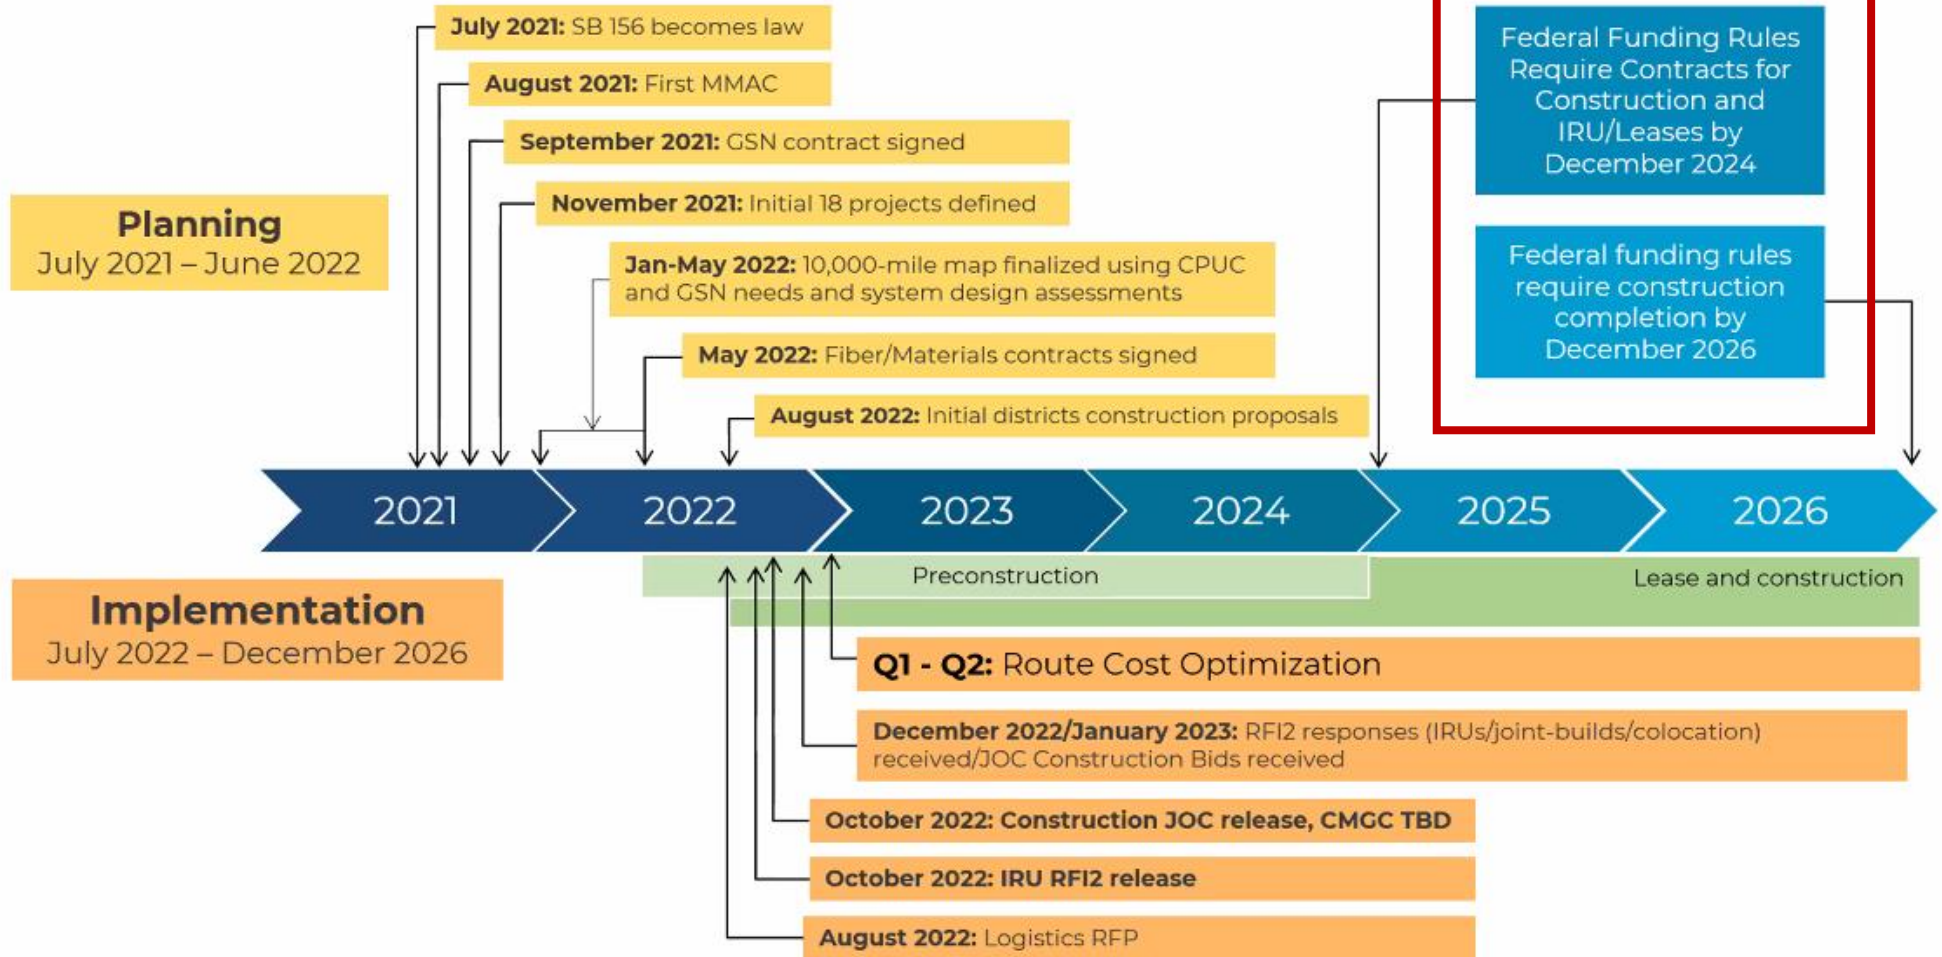 July 2021: SB 156 becomes law
August 2021: First MMAC
September 2021: GSN contract signed
November 2021: Initial 18 projects defined
Planning
July 2021 – June 2022
Jan-May 2022: 10,000-mile map finalized using CPUC
and GSN needs and system design assessments
May 2022: Fiber/Materials contracts signed
August 2022: Initial districts construction proposals
Federal Funding Rules
Require Contracts for
Construction and
IRU/Leases by
December 2024
Federal funding rules
require construction
completion by
December 2026
2021
2022
2023
2024
2025
2026
Preconstruction
Lease and construction
Implementation
July 2022 – December 2026
Q1 - Q2: Route Cost Optimization
December 2022/January 2023: RFI2 responses (IRUs/joint-builds/colocation)
received/JOC Construction Bids received
October 2022: Construction JOC release, CMGC TBD
October 2022: IRU RFI2 release
August 2022: Logistics RFP